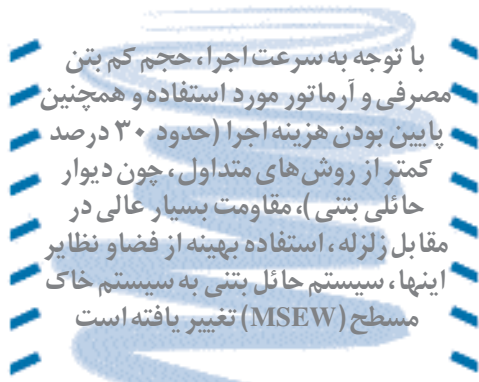 با توجه به سرعت اجرا، حجم کم بتن
مصرفی و آرماتور مورد استفاده و همچنین
پایین بودن هزینه اجرا (حدود ۳۰ درصد
کمتر از روش‌های متداول، چون دیوار
حائلی بتنی)، مقاومت بسیار عالی در
مقابل زلزله، استفاده بهینه از فضاو نظایر
اینها، سیستم حائل بتنی به سیستم خاک
مسطح (MSEW) تغییر یافته است